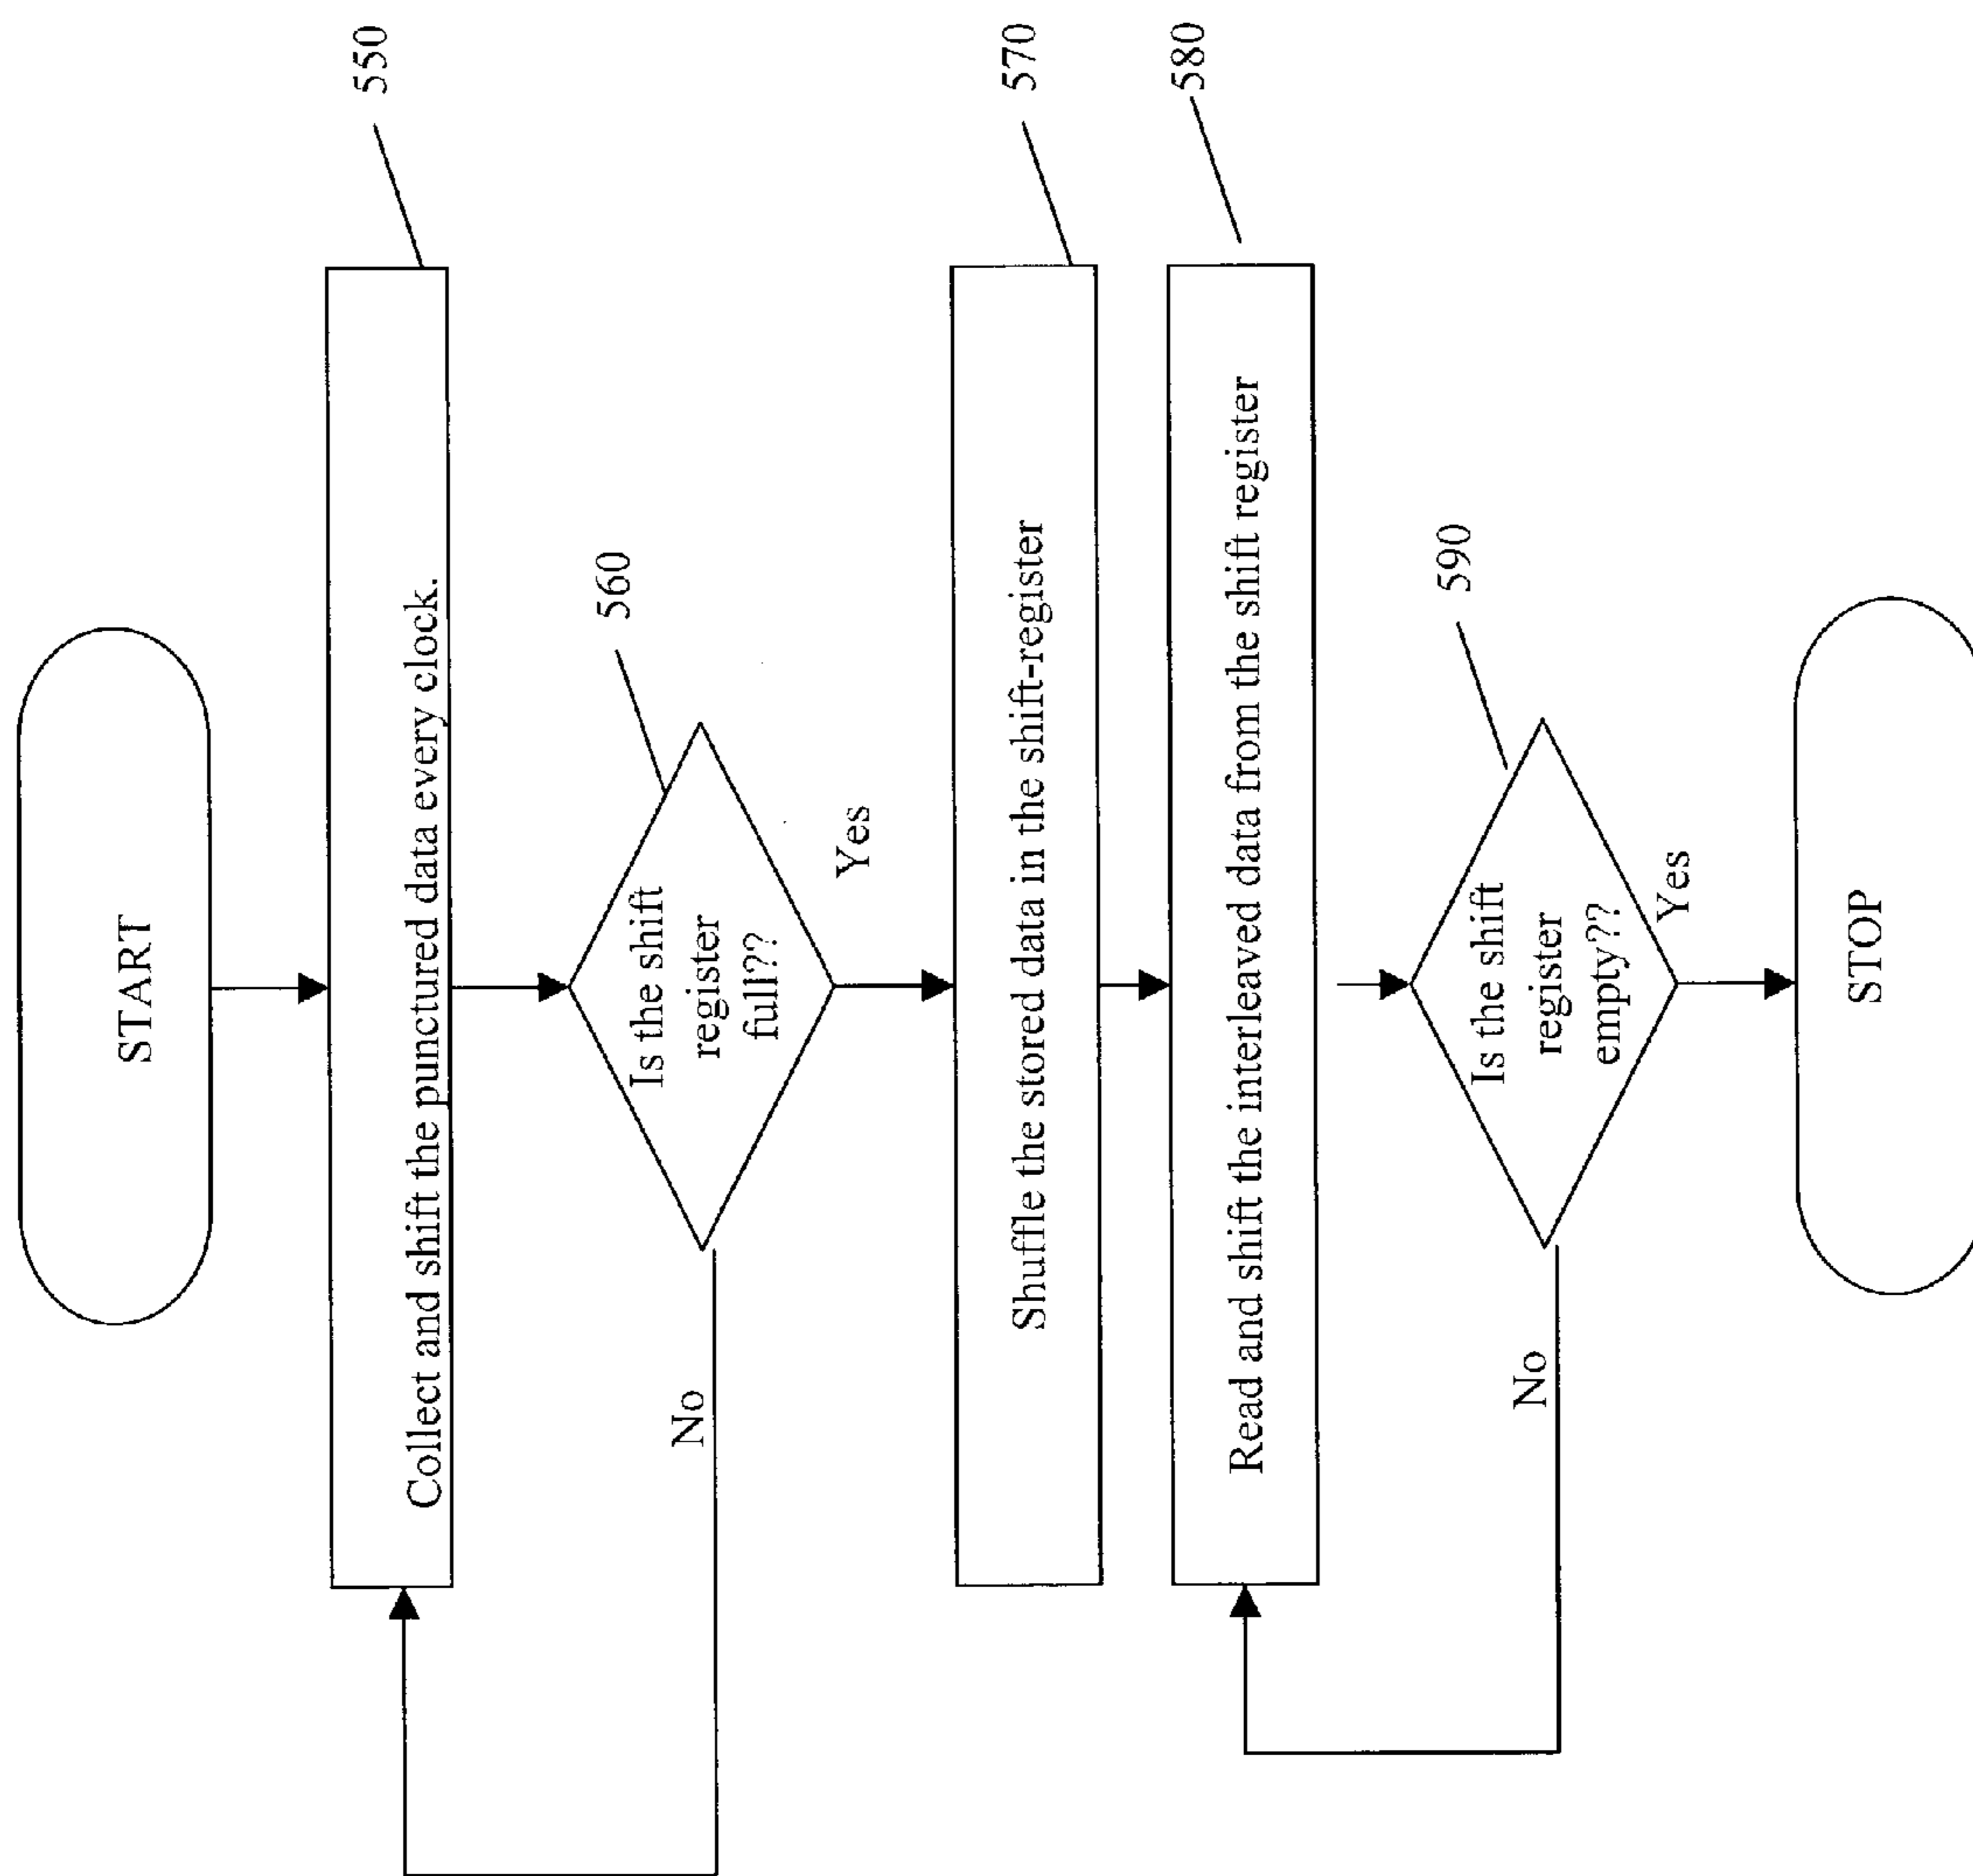 START
Collect and shift the punctured data every clock.
550
Is the shift
register
full??
560
No
Yes
Shuffle the stored data in the shift-register
570
Read and shift the interleaved data from the shift register
580
Is the shift
register
empty??
590
No
Yes
STOP